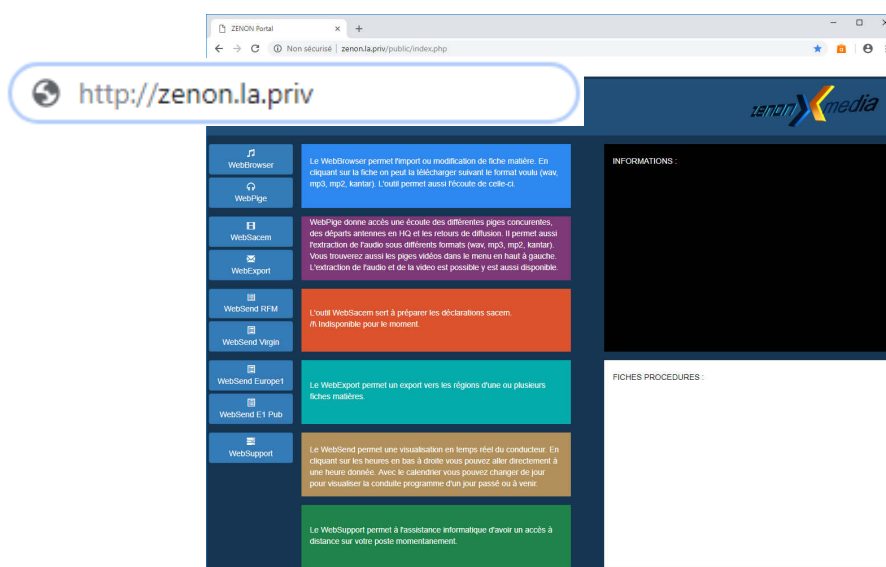 ZENON Portal
Non sécurisé | zenon.la.priv/public/index.php
http://zenon.la.priv
zenon media
WebBrowser
WebPige
WebSacem
WebExport
WebSend RFM
WebSend Virgin
WebSend Europe1
WebSend E1 Pub
WebSupport
Le WebBrowser permet l'import ou modification de fiche matière. En
cliquant sur la fiche on peut la télécharger suivant le format voulu (wav,
mp3, mp2, kantar). L'outil permet aussi l'écoute de celle-ci.
WebPige donne accès une écoute des différentes piges concurentes,
des départs antennes en HQ et les retours de diffusion. Il permet aussi
l'extraction de l'audio sous différents formats (wav, mp3, mp2, kantar).
Vous trouverez aussi les piges vidéos dans le menu en haut à gauche.
L'extraction de l'audio et de la video est possible y est aussi disponible.
L'outil WebSacem sert à préparer les déclarations sacem.
/!\ Indisponible pour le moment.
Le WebExport permet un export vers les régions d'une ou plusieurs
fiches matières.
Le WebSend permet une visualisation en temps réel du conducteur. En
cliquant sur les heures en bas à droite vous pouvez aller directement à
une heure donnée. Avec le calendrier vous pouvez changer de jour
pour visualiser la conduite programme d'un jour passé ou à venir.
Le WebSupport permet à l'assistance informatique d'avoir un accès à
distance sur votre poste momentanement.
INFORMATIONS :
FICHES PROCEDURES :